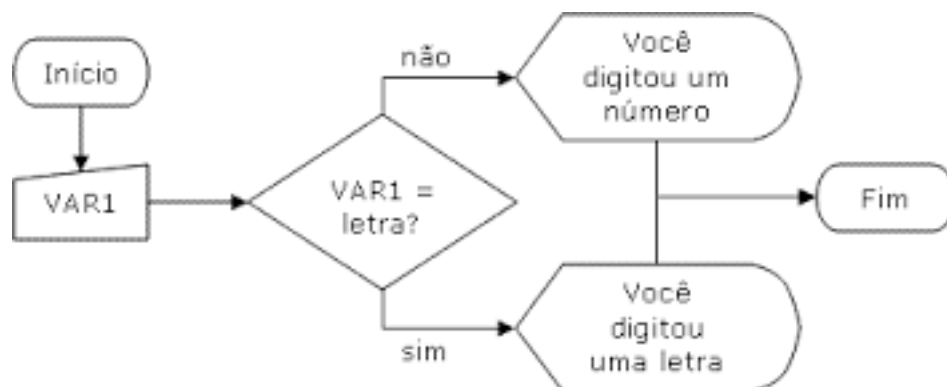 Início
VAR1
VAR1 =
letra?
não
Você
digitou um
número
sim
Você
digitou
uma letra
Fim